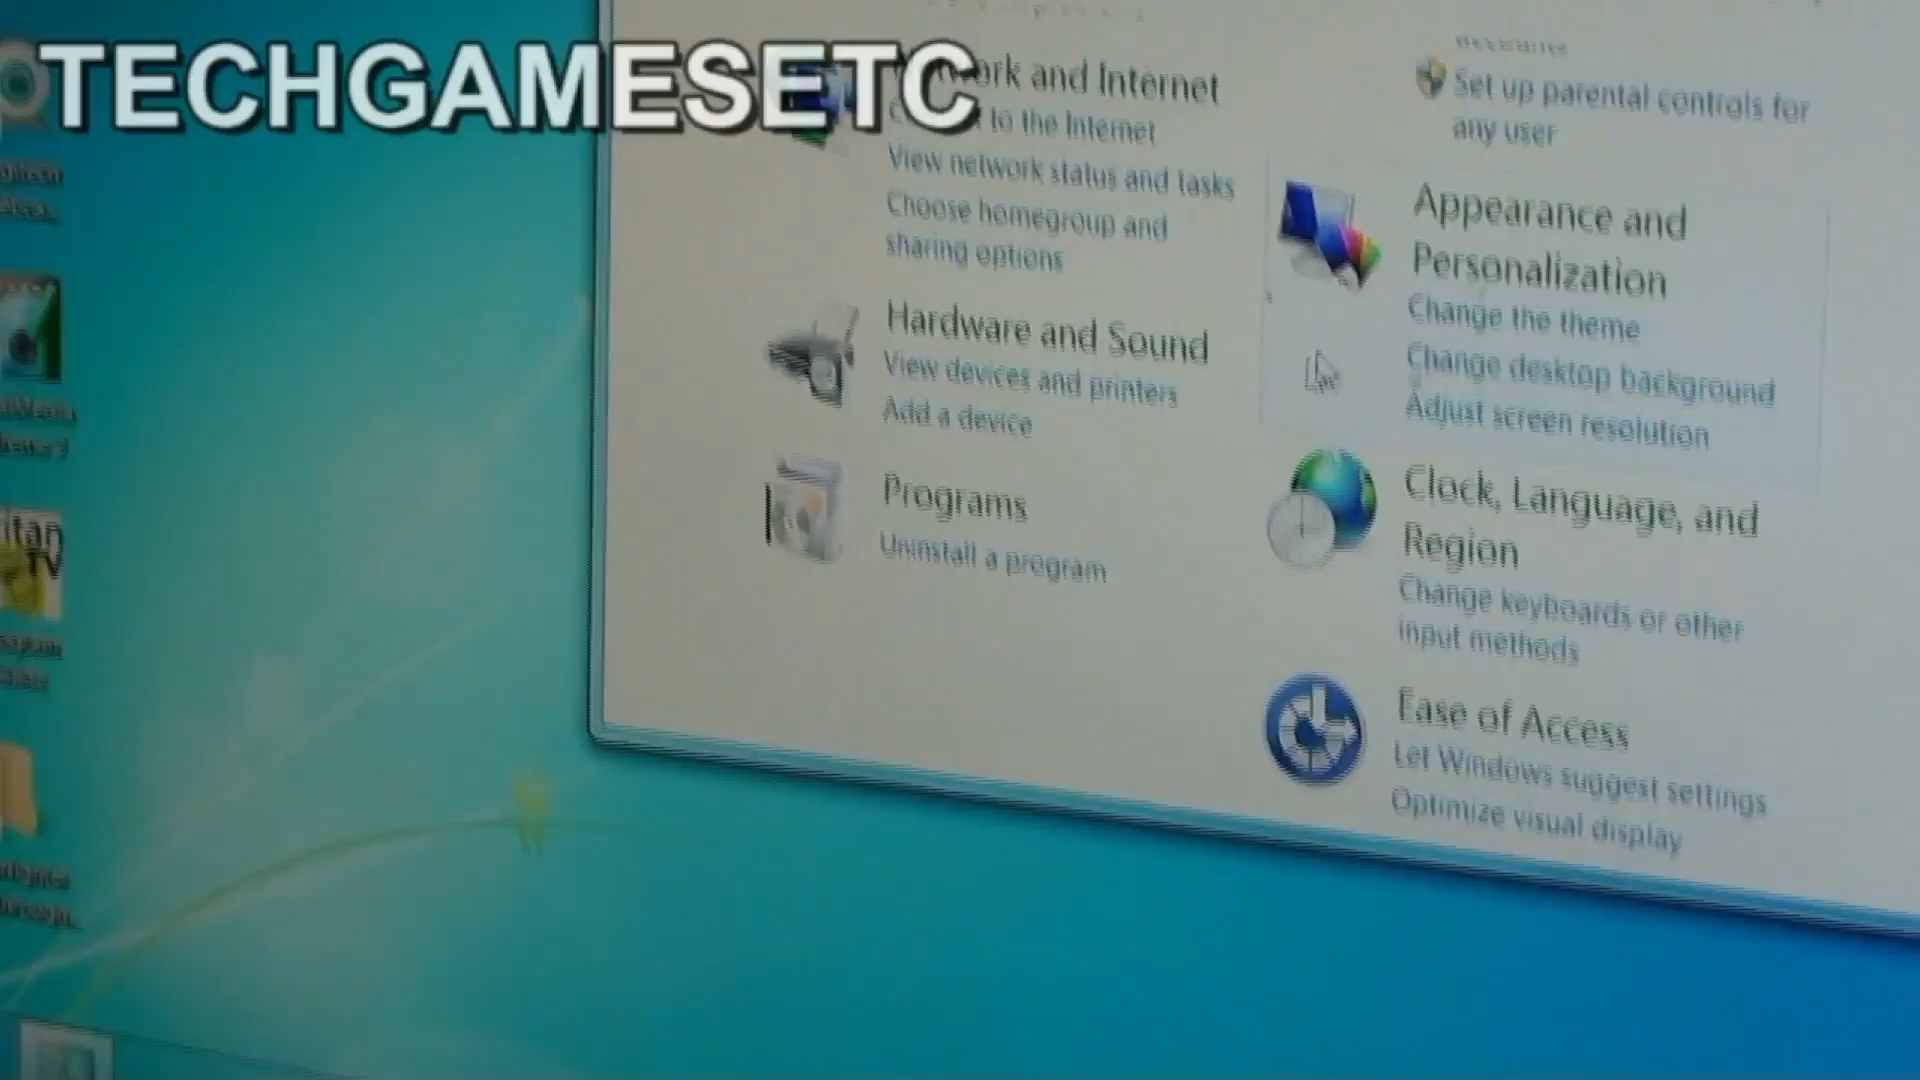 TECHGAMESETC
and Internet
to the Internet
View network status and tasks
Choose homegroup and
sharing options
Hardware and Sound
View devices and printers
Add a device
Programs
Uninstall a program
Set up parental controls for
any user
Appearance and
Personalization
Change the theme
Change desktop background
Adjust screen resolution
Clock, Language, and
Region
Change keyboards or other
input methods
Ease of Access
Let Windows suggest settings
Optimize visual display